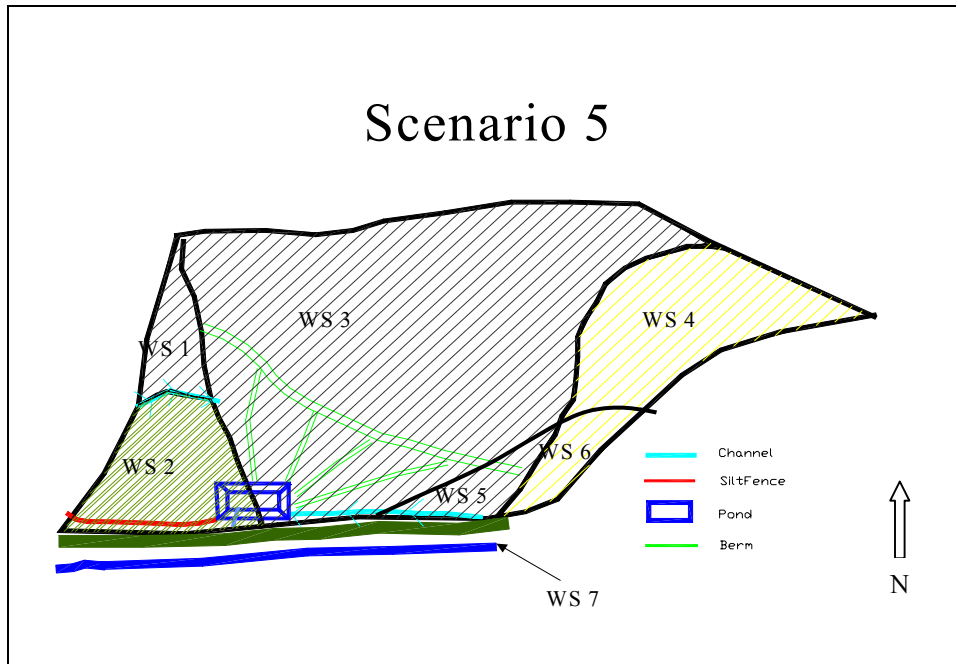 Scenario 5
WS 3
WS 4
WS 1
WS 2
WS 6
WS 5
Channel
SiltFence
Pond
Berm
N
WS 7